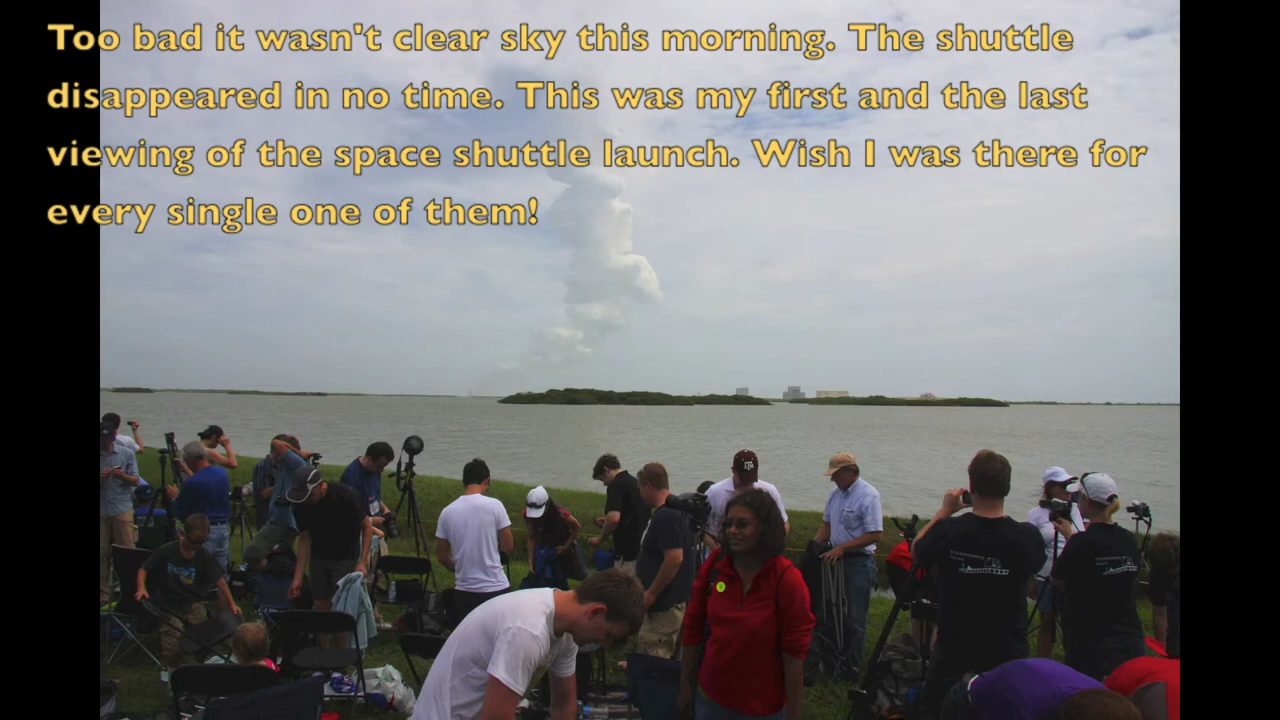 Too bad it wasn't clear sky this morning. The shuttle
disappeared in no time. This was my first and the last
viewing of the space shuttle launch. Wish I was there for
every single one of them!